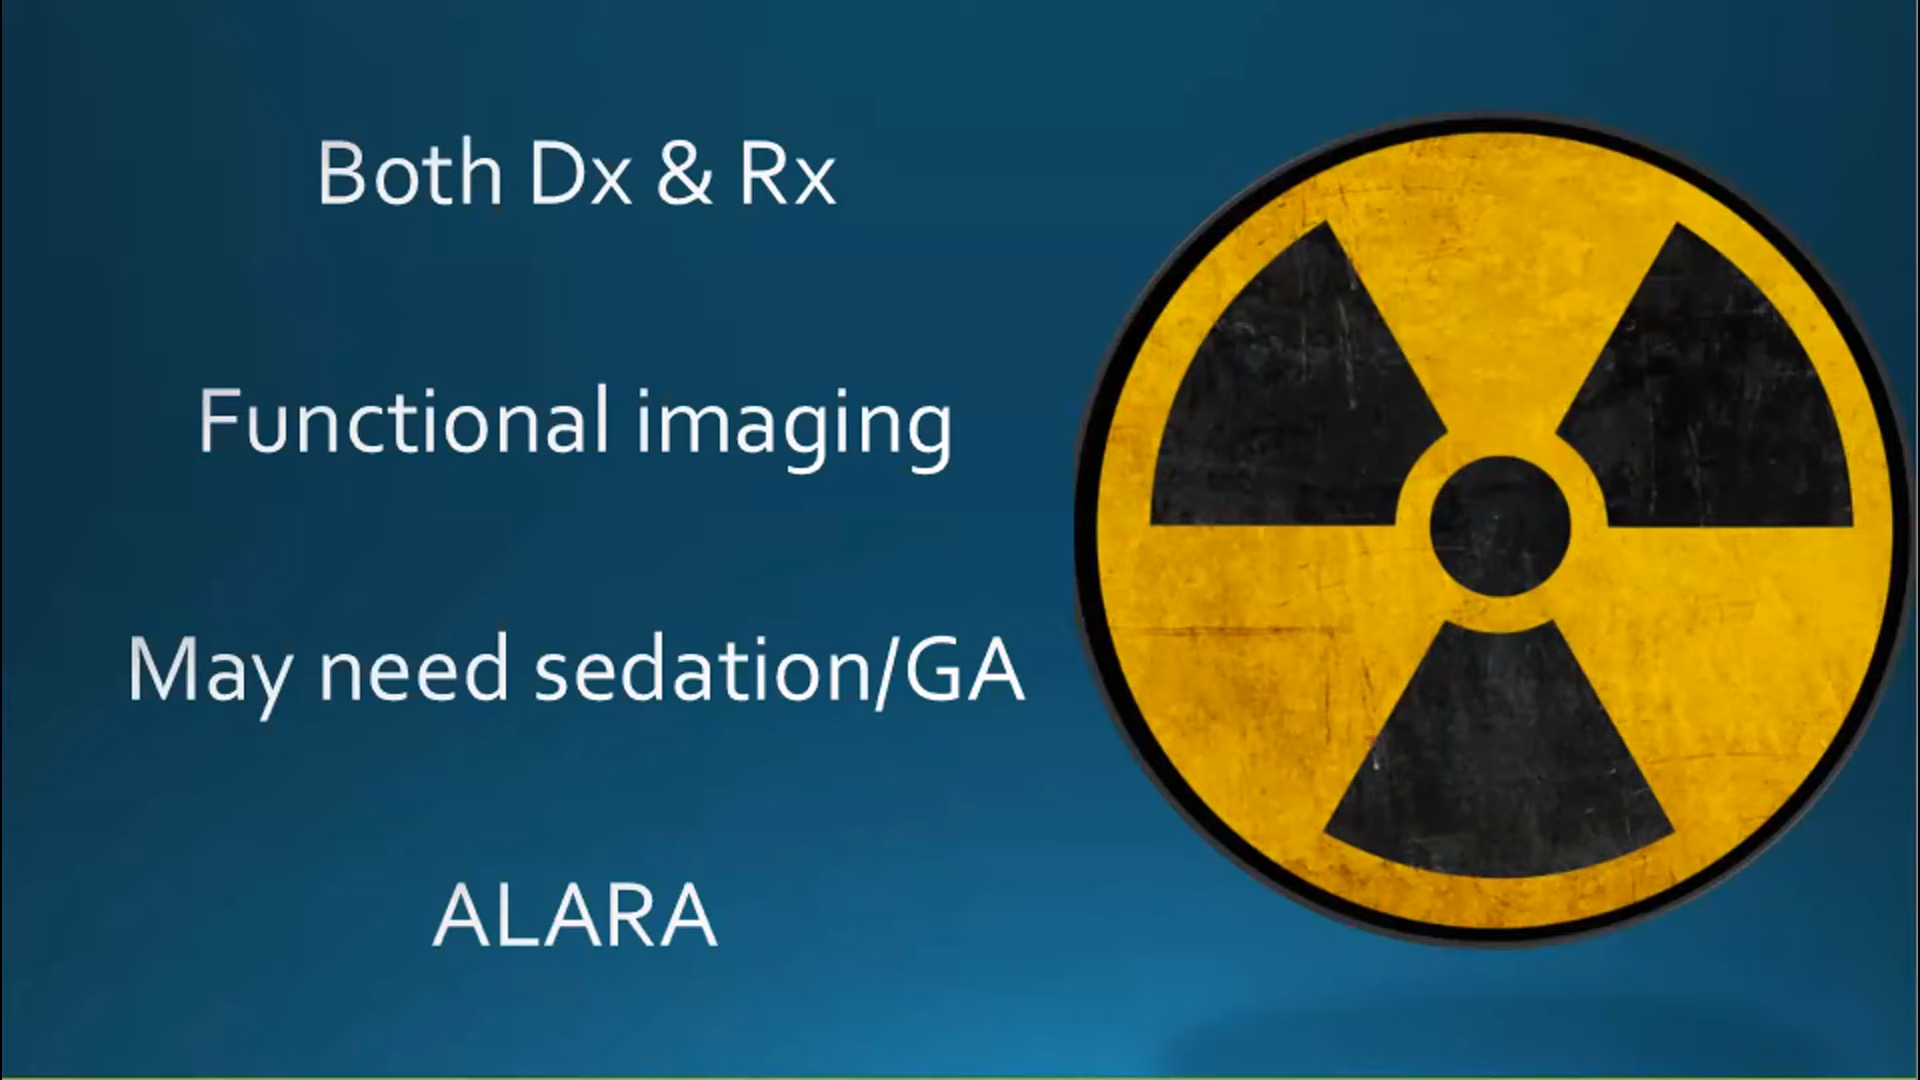 Both Dx & Rx
Functional imaging
May need sedation/GA
ALARA